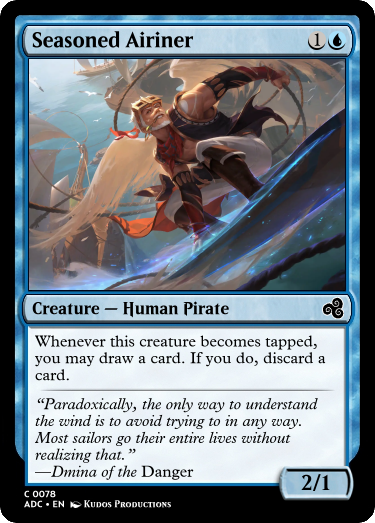 Seasoned Airiner 1
Creature — Human Pirate
Whenever this creature becomes tapped,
you may draw a card. If you do, discard a
card.
“Paradoxically, the only way to understand
the wind is to avoid trying to in any way.
Most sailors go their entire lives without
realizing that.”
—Dmina of the Danger
2/1
C 0078
ADC • EN Kudos Productions